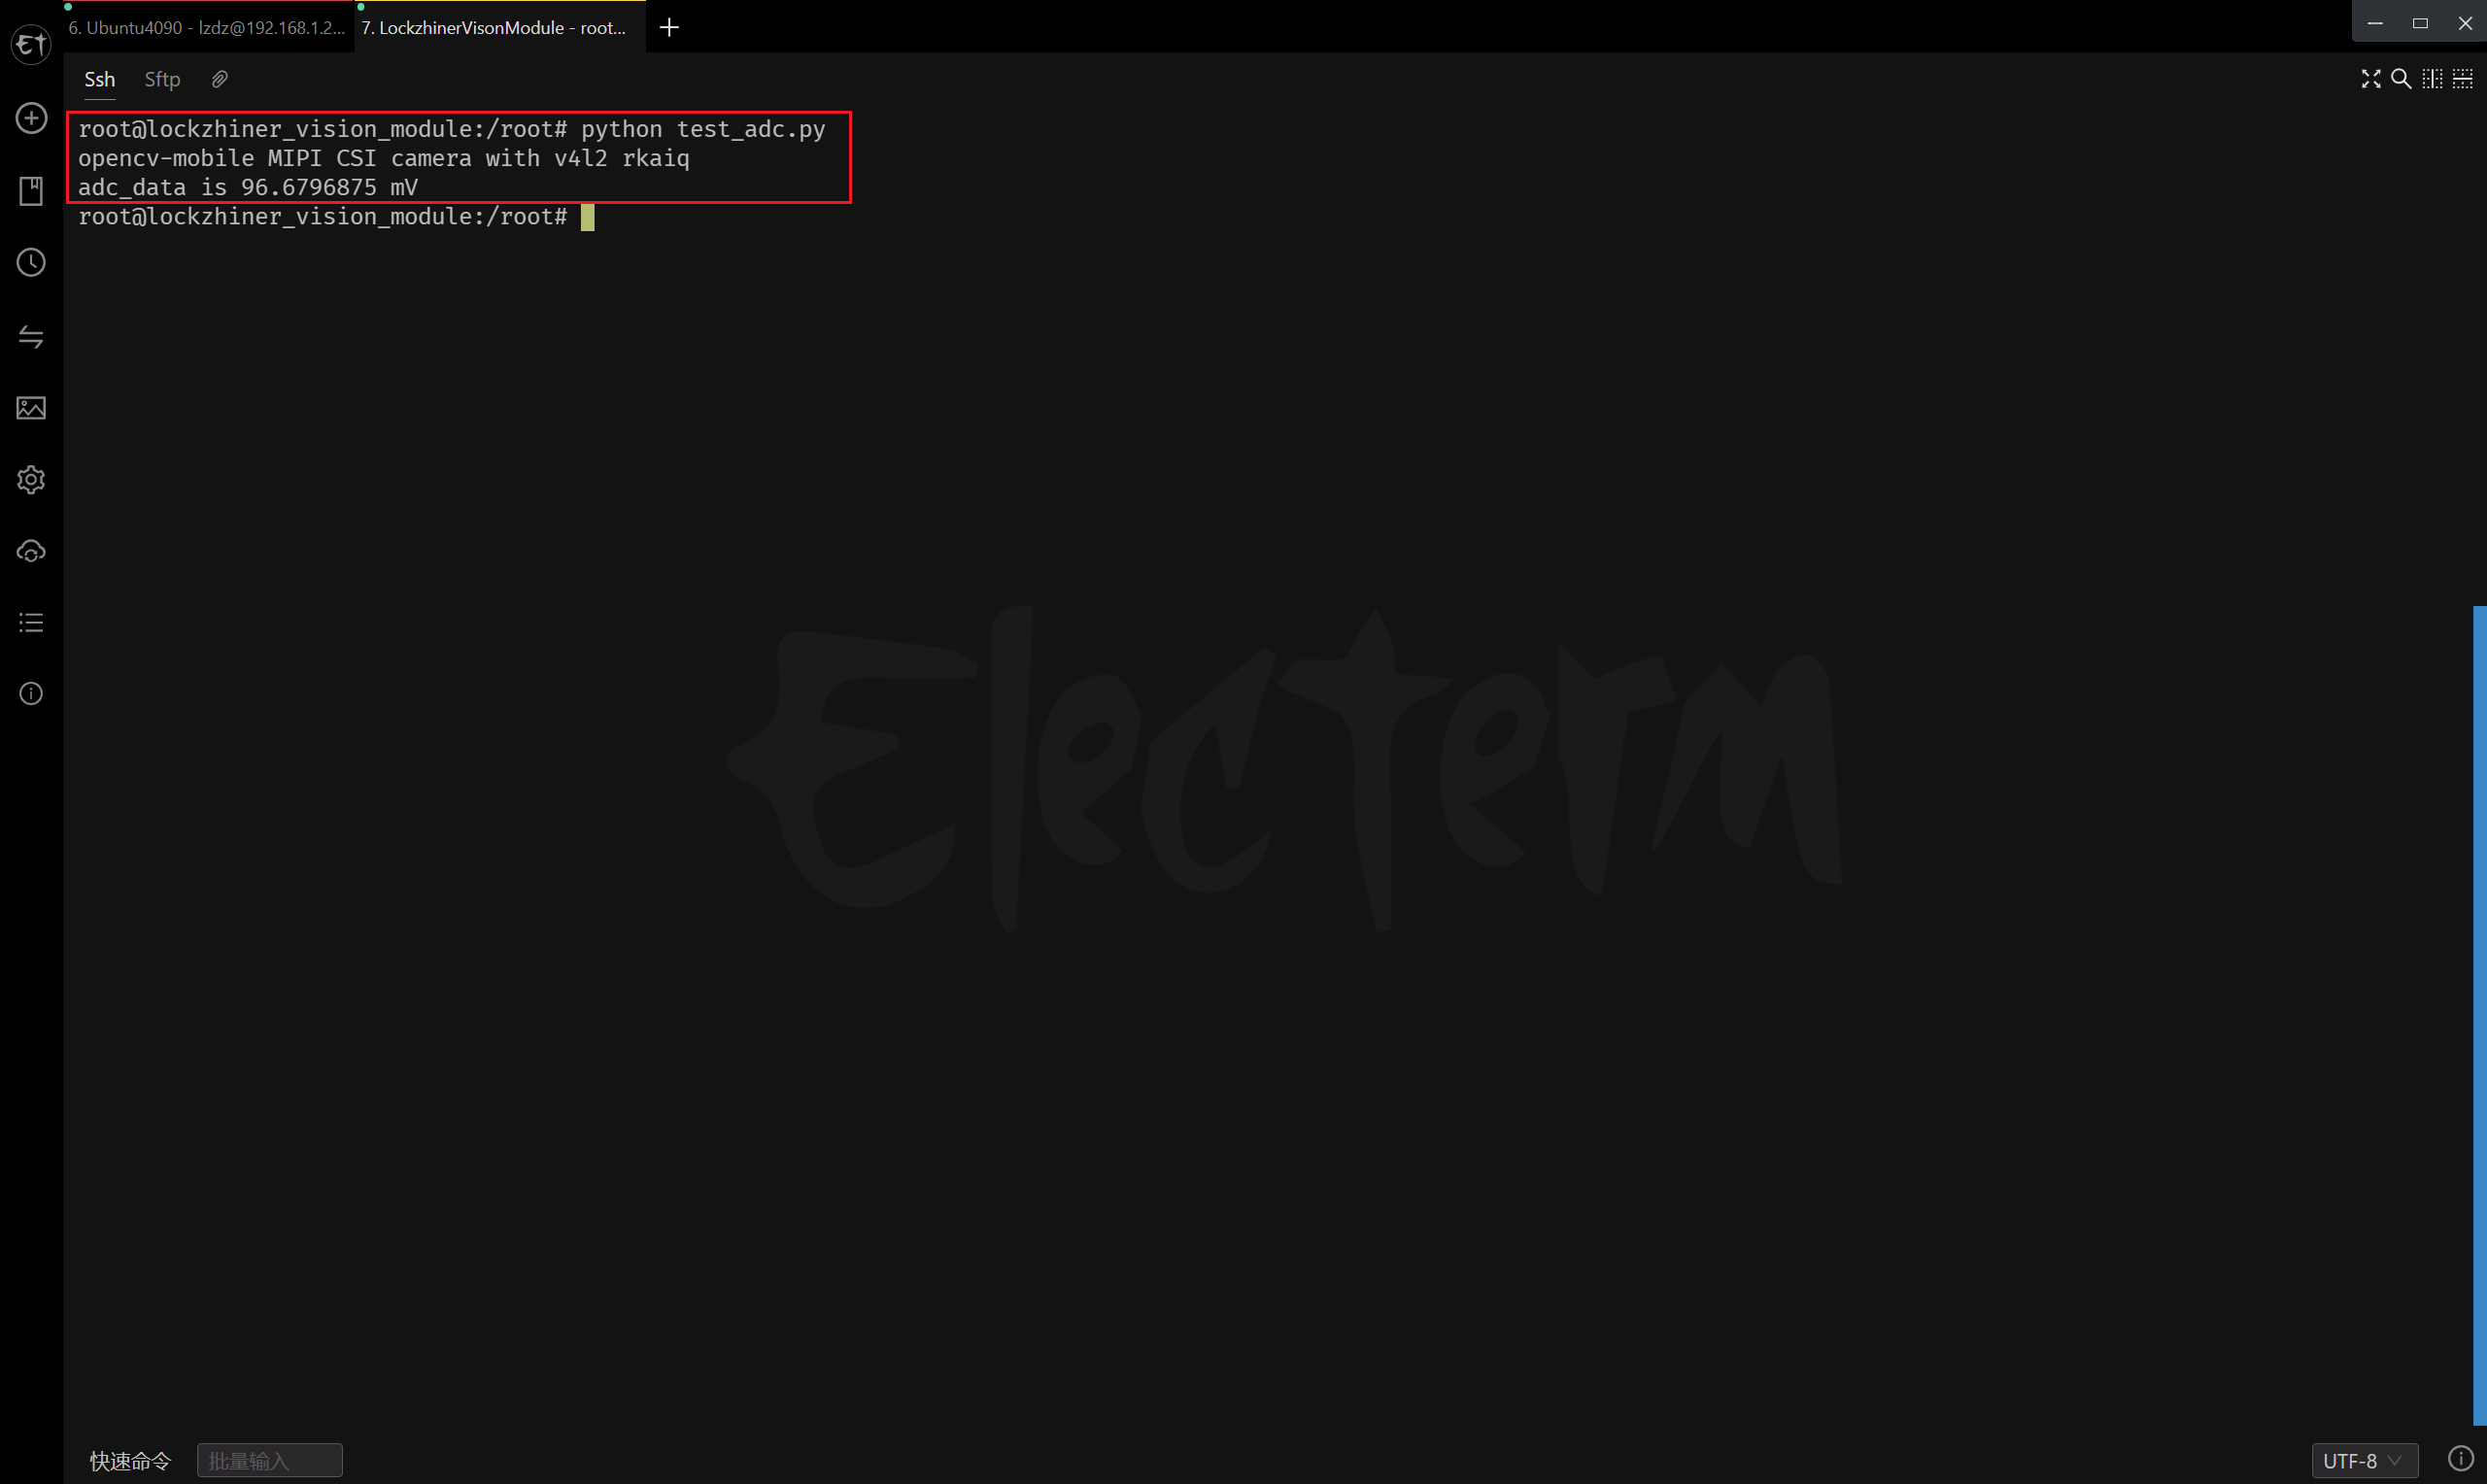 6. Ubuntu4090 - lzdz@192.168.1.2...
7. LockzhinerVisonModule - root...
Ssh
Sftp
root@lockzhiner_vision_module:/root# python test_adc.py
opencv-mobile MIPI CSI camera with v4l2 rkaiq
adc_data is 96.6796875 mV
root@lockzhiner_vision_module:/root#
Electerm
快速命令
批量输入
UTF-8